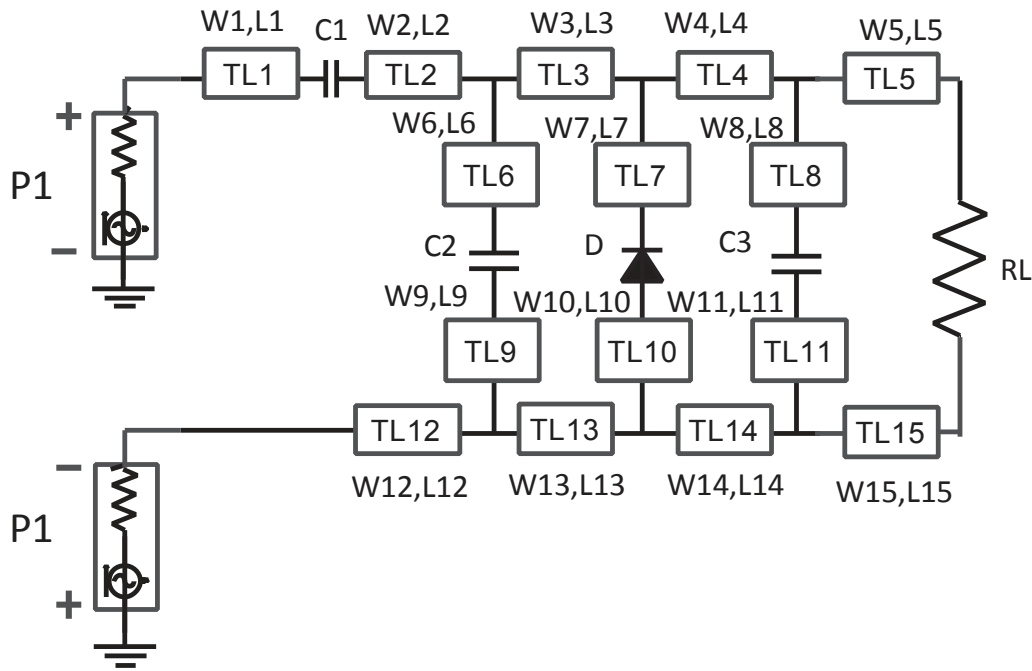 W1,L1 C1 W2,L2 W3,L3 W4,L4 W5,L5
TL1 TL2 TL3 TL4 TL5
+
W6,L6 W7,L7 W8,L8
P1 TL6 TL7 TL8
−
C2 D C3 RL
W9,L9 W10,L10 W11,L11
TL9 TL10 TL11
TL12 TL13 TL14 TL15
−
W12,L12 W13,L13 W14,L14 W15,L15
P1
+